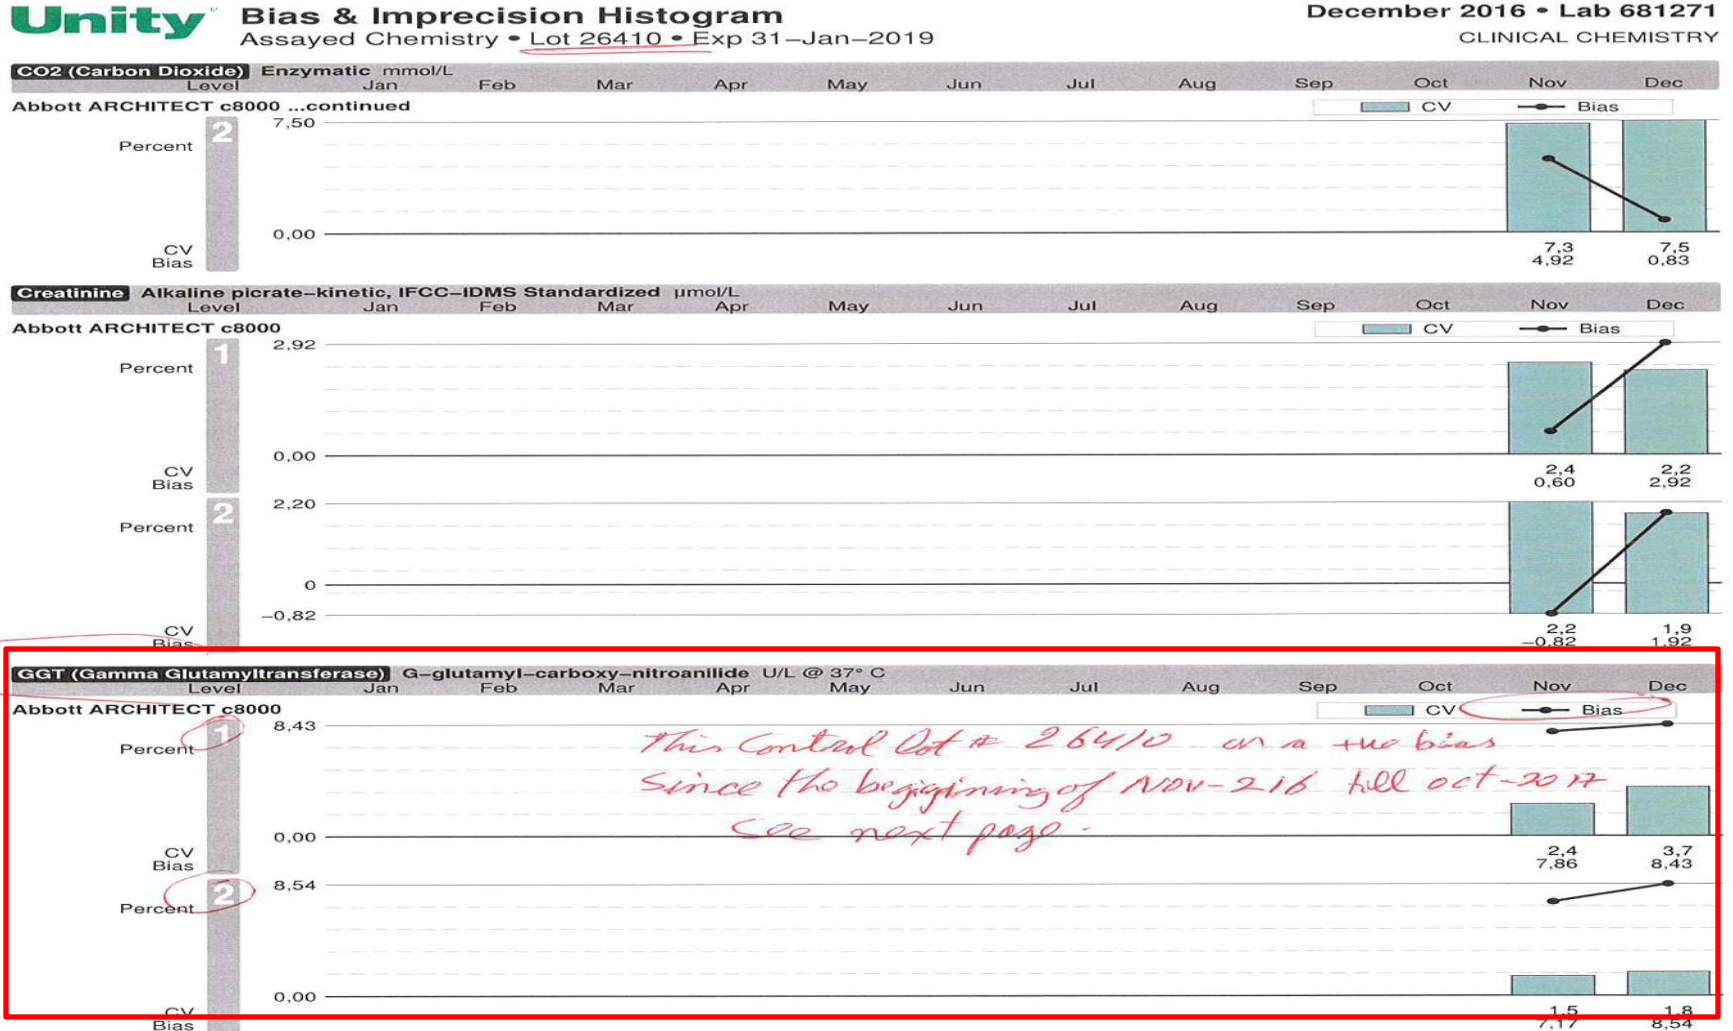 Unity Bias & Imprecision Histogram December 2016 • Lab 681271
Assayed Chemistry • Lot 26410 • Exp 31–Jan–2019 CLINICAL CHEMISTRY
CO2 (Carbon Dioxide) Enzymatic mmol/L
Level Jan Feb Mar Apr May Jun Jul Aug Sep Oct Nov Dec
Abbott ARCHITECT c8000 ...continued CV Bias
2 7,50
Percent
0,00
CV 7,3 7,5
Bias 4,92 0,83
Creatinine Alkaline picrate–kinetic, IFCC–IDMS Standardized µmol/L
Level Jan Feb Mar Apr May Jun Jul Aug Sep Oct Nov Dec
Abbott ARCHITECT c8000 CV Bias
1 2,92
Percent
0,00
CV 2,4 2,2
Bias 0,60 2,92
2 2,20
Percent
0
–0,82
CV 2,2 1,9
Bias –0,82 1,92
GGT (Gamma Glutamyltransferase) G–glutamyl–carboxy–nitroanilide U/L @ 37° C
Level Jan Feb Mar Apr May Jun Jul Aug Sep Oct Nov Dec
Abbott ARCHITECT c8000 CV Bias
1 8,43
Percent This Control lot # 26410 on a +ve bias
Since the begigining of Nov-216 till oct-2017
See next page.
0,00
CV 2,4 3,7
Bias 7,86 8,43
2 8,54
Percent
0,00
CV 1,5 1,8
Bias 7,17 8,54